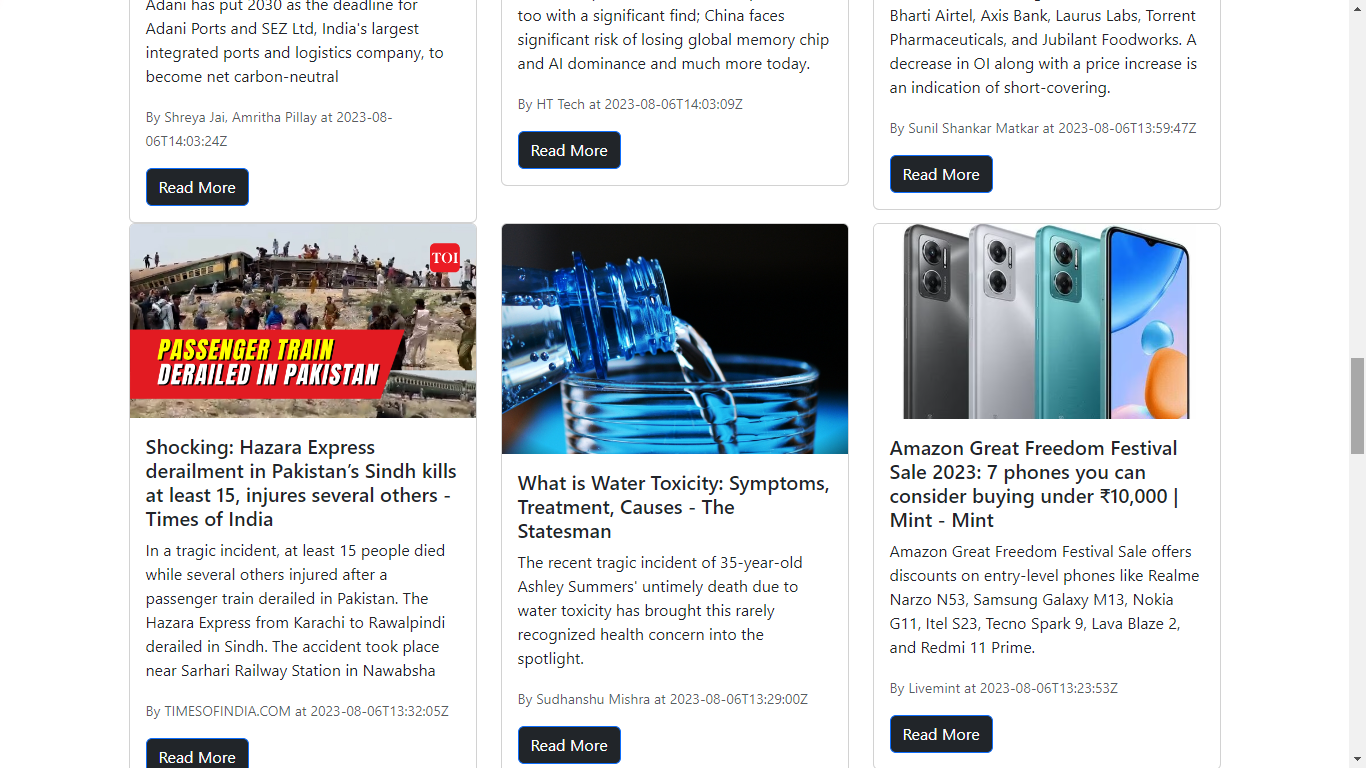 Adani has put 2030 as the deadline for
Adani Ports and SEZ Ltd, India's largest
integrated ports and logistics company, to
become net carbon-neutral
By Shreya Jai, Amritha Pillay at 2023-08-
06T14:03:24Z
Read More
too with a significant find; China faces
significant risk of losing global memory chip
and AI dominance and much more today.
By HT Tech at 2023-08-06T14:03:09Z
Read More
Bharti Airtel, Axis Bank, Laurus Labs, Torrent
Pharmaceuticals, and Jubilant Foodworks. A
decrease in OI along with a price increase is
an indication of short-covering.
By Sunil Shankar Matkar at 2023-08-06T13:59:47Z
Read More
TOI
PASSENGER TRAIN
DERAILED IN PAKISTAN
Shocking: Hazara Express
derailment in Pakistan’s Sindh kills
at least 15, injures several others -
Times of India
In a tragic incident, at least 15 people died
while several others injured after a
passenger train derailed in Pakistan. The
Hazara Express from Karachi to Rawalpindi
derailed in Sindh. The accident took place
near Sarhari Railway Station in Nawabsha
By TIMESOFINDIA.COM at 2023-08-06T13:32:05Z
Read More
What is Water Toxicity: Symptoms,
Treatment, Causes - The
Statesman
The recent tragic incident of 35-year-old
Ashley Summers' untimely death due to
water toxicity has brought this rarely
recognized health concern into the
spotlight.
By Sudhanshu Mishra at 2023-08-06T13:29:00Z
Read More
Amazon Great Freedom Festival
Sale 2023: 7 phones you can
consider buying under ₹10,000 |
Mint - Mint
Amazon Great Freedom Festival Sale offers
discounts on entry-level phones like Realme
Narzo N53, Samsung Galaxy M13, Nokia
G11, Itel S23, Tecno Spark 9, Lava Blaze 2,
and Redmi 11 Prime.
By Livemint at 2023-08-06T13:23:53Z
Read More